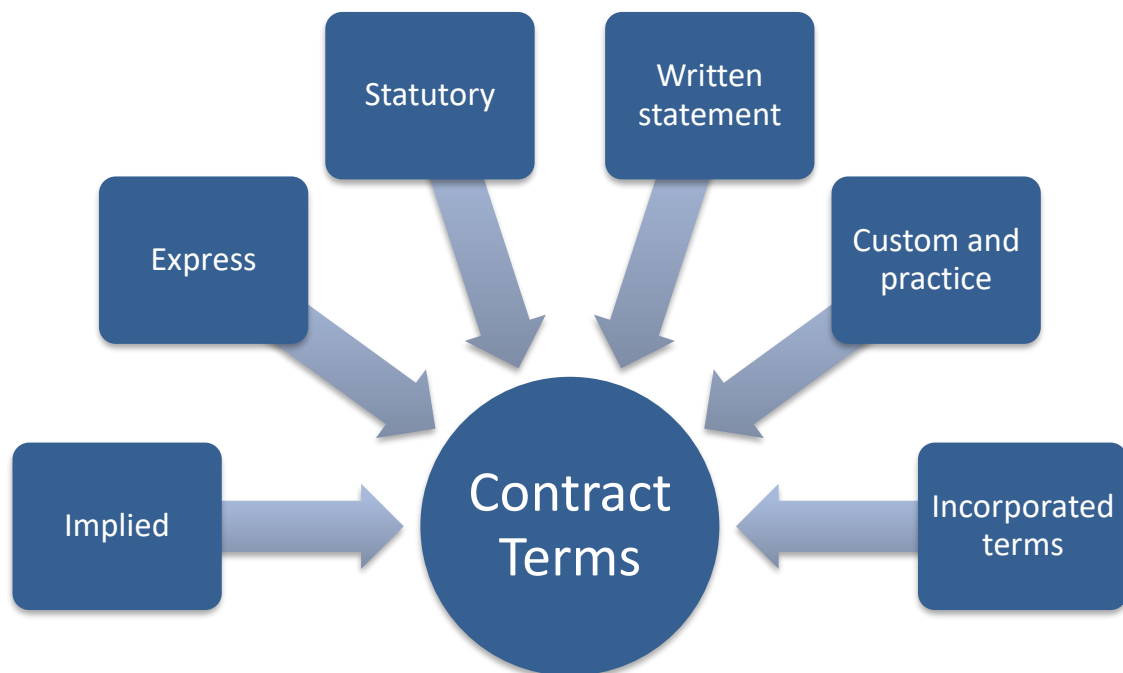 Statutory
Written
statement
Express
Custom and
practice
Implied
Contract
Terms
Incorporated
terms